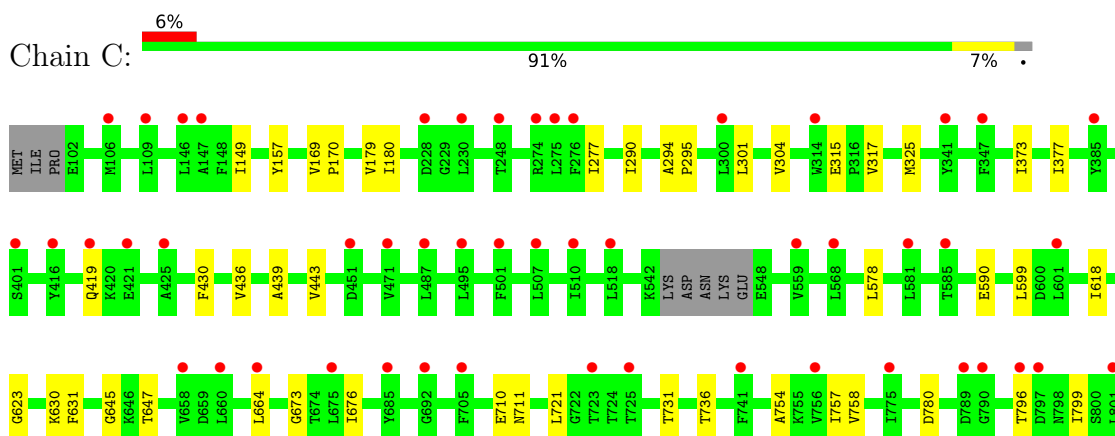 6%
Chain C:
91% 7% •
MET ILE PRO E102 M106 L109 L146 A147 F148 I149 Y157 V169 P170 V179 I180 D228 G229 L230 T248 R274 L275 F276 I277 I290 A294 P295 L300 L301 V304 W314 E315 P316 V317 M325 Y341 F347 I373 I377 Y385
S401 Y416 Q419 K420 E421 A425 F430 V436 A439 V443 D451 V471 L487 L495 F501 L507 I510 L518 K542 LYS ASP ASN LYS GLU E548 V559 L568 L578 L581 T585 E590 L599 D600 L601 I618
G623 K630 F631 G645 K646 T647 V658 D659 L660 L664 G673 T674 L675 I676 Y685 G692 F705 E710 N711 L721 G722 T723 T724 T725 T731 T736 F741 A754 K755 V756 I757 V758 I775 D780 D789 G790 T796 D797 N798 I799 S800